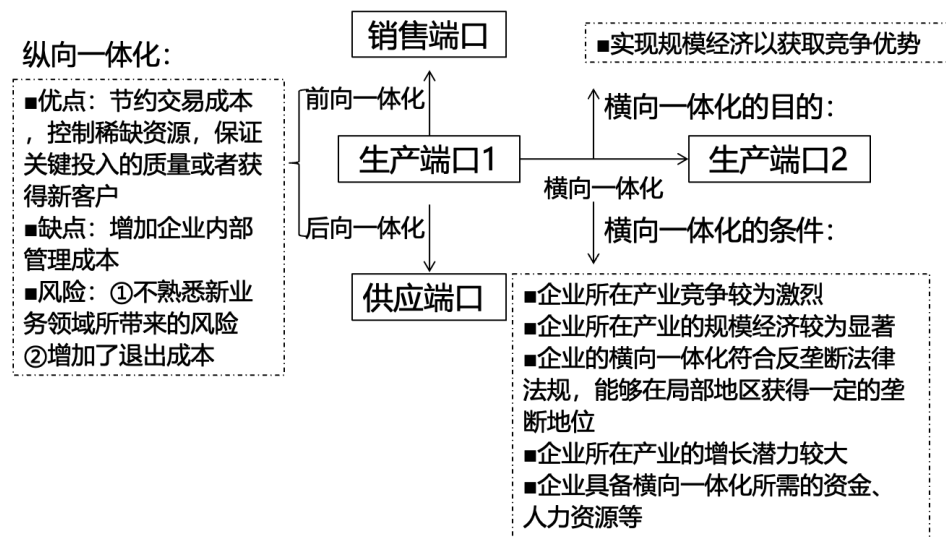 纵向一体化：
■优点：节约交易成本
，控制稀缺资源，保证
关键投入的质量或者获
得新客户
■缺点：增加企业内部
管理成本
■风险：①不熟悉新业
务领域所带来的风险
②增加了退出成本
销售端口
前向一体化
生产端口1
后向一体化
供应端口
横向一体化
生产端口2
■实现规模经济以获取竞争优势
横向一体化的目的：
横向一体化的条件：
■企业所在产业竞争较为激烈
■企业所在产业的规模经济较为显著
■企业的横向一体化符合反垄断法律
法规，能够在局部地区获得一定的垄
断地位
■企业所在产业的增长潜力较大
■企业具备横向一体化所需的资金、
人力资源等